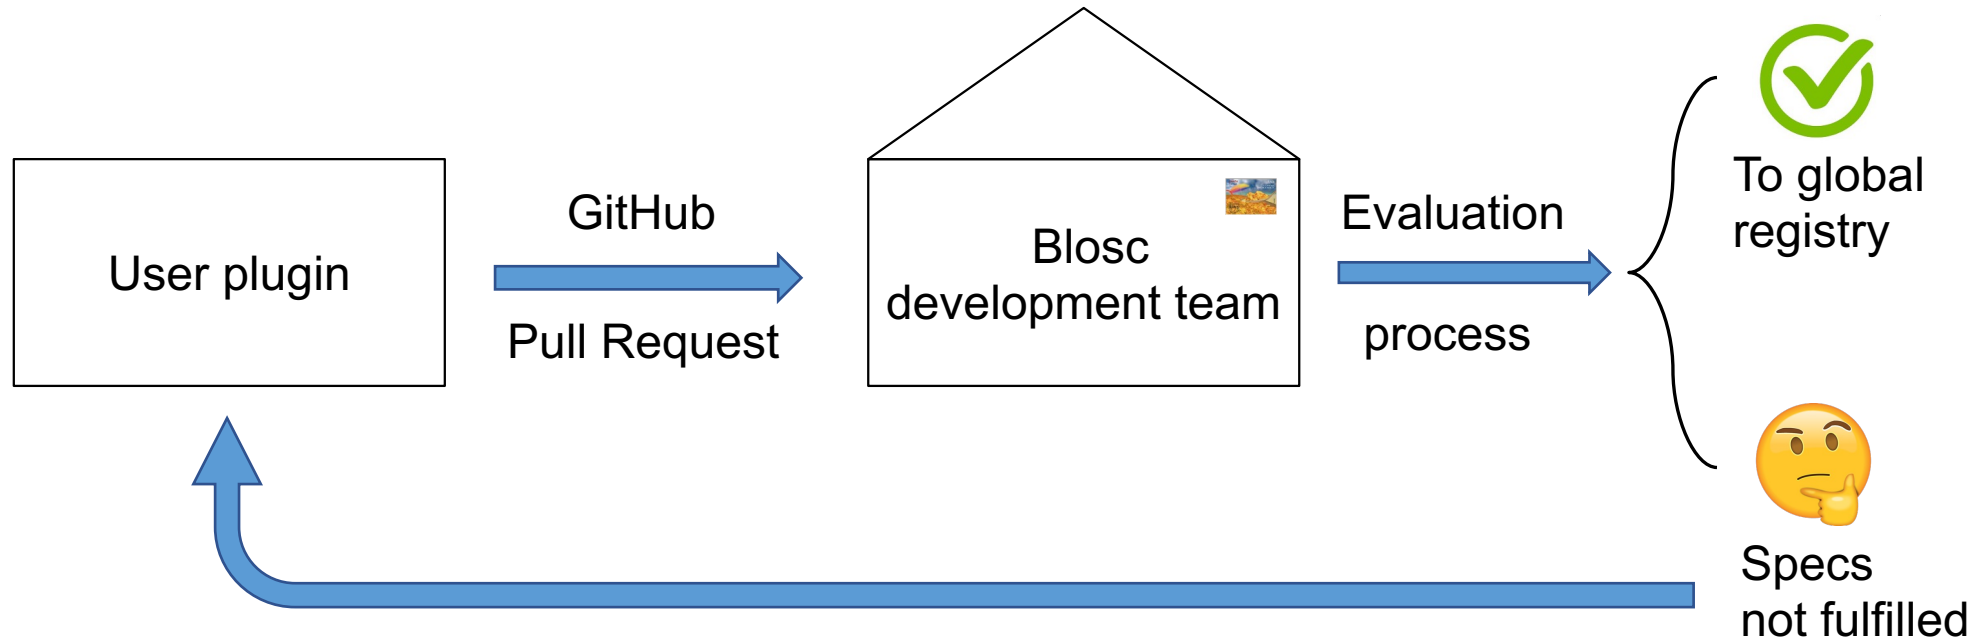 User plugin
GitHub
Pull Request
Blosc
development team
Evaluation
process
To global
registry
Specs
not fulfilled